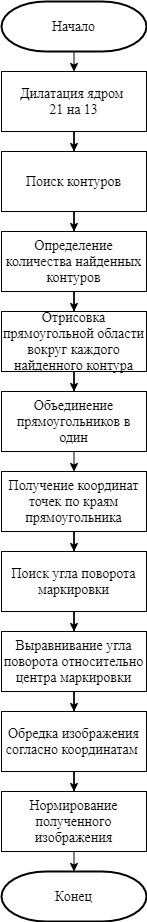 Начало
Дилатация ядром
21 на 13
Поиск контуров
Определение
количества найденных
контуров
Отрисовка
прямоугольной области
вокруг каждого
найденного контура
Объединение
прямоугольников в
один
Получение координат
точек по краям
прямоугольника
Поиск угла поворота
маркировки
Выравнивание угла
поворота относительно
центра маркировки
Обредка изображения
согласно координатам
Нормирование
полученного
изображения
Конец